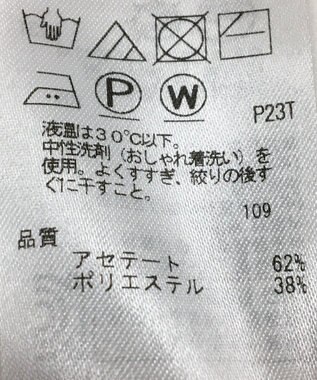 P W
P23T
液温は30℃以下。
中性洗剤(おしゃれ着洗い)を
使用。よくすすぎ、絞りの後す
ぐに干すこと。
109
品質
アセテート 62%
ポリエステル 38%